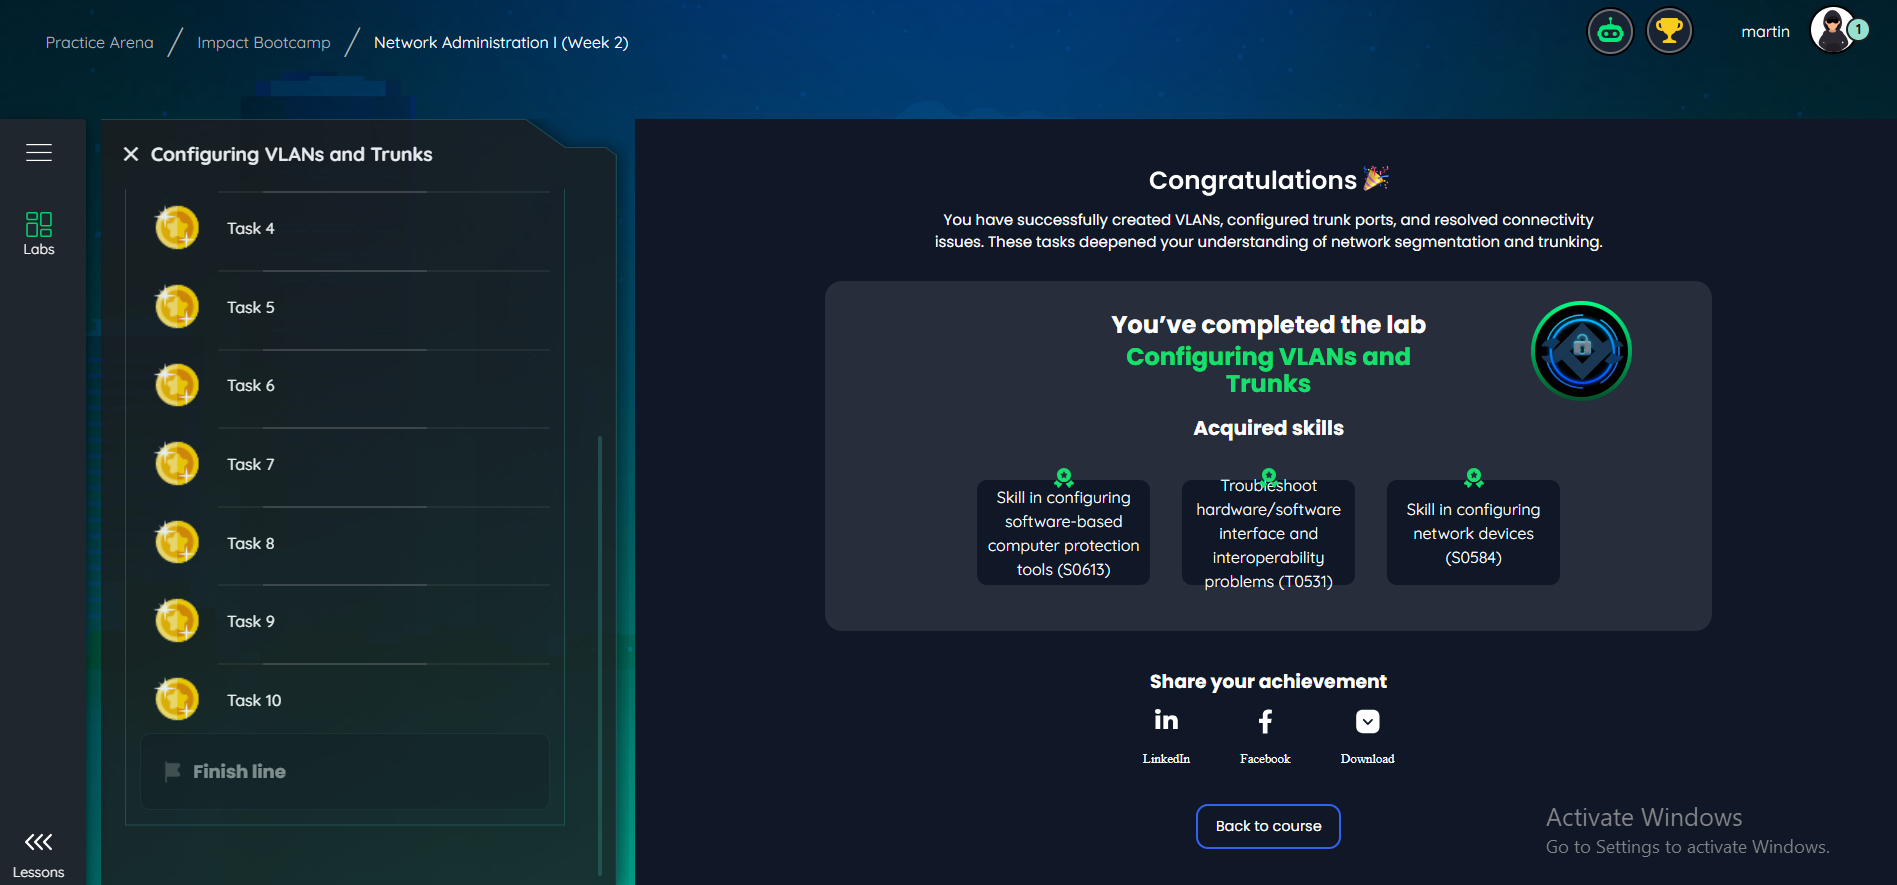 Practice Arena / Impact Bootcamp / Network Administration I (Week 2)
martin
1
Labs
Lessons
Configuring VLANs and Trunks
Task 4
Task 5
Task 6
Task 7
Task 8
Task 9
Task 10
Finish line
Congratulations
You have successfully created VLANs, configured trunk ports, and resolved connectivity
issues. These tasks deepened your understanding of network segmentation and trunking.
You’ve completed the lab
Configuring VLANs and
Trunks
Acquired skills
Skill in configuring
software-based
computer protection
tools (S0613)
Troubleshoot
hardware/software
interface and
interoperability
problems (T0531)
Skill in configuring
network devices
(S0584)
Share your achievement
LinkedIn
Facebook
Download
Back to course
Activate Windows
Go to Settings to activate Windows.